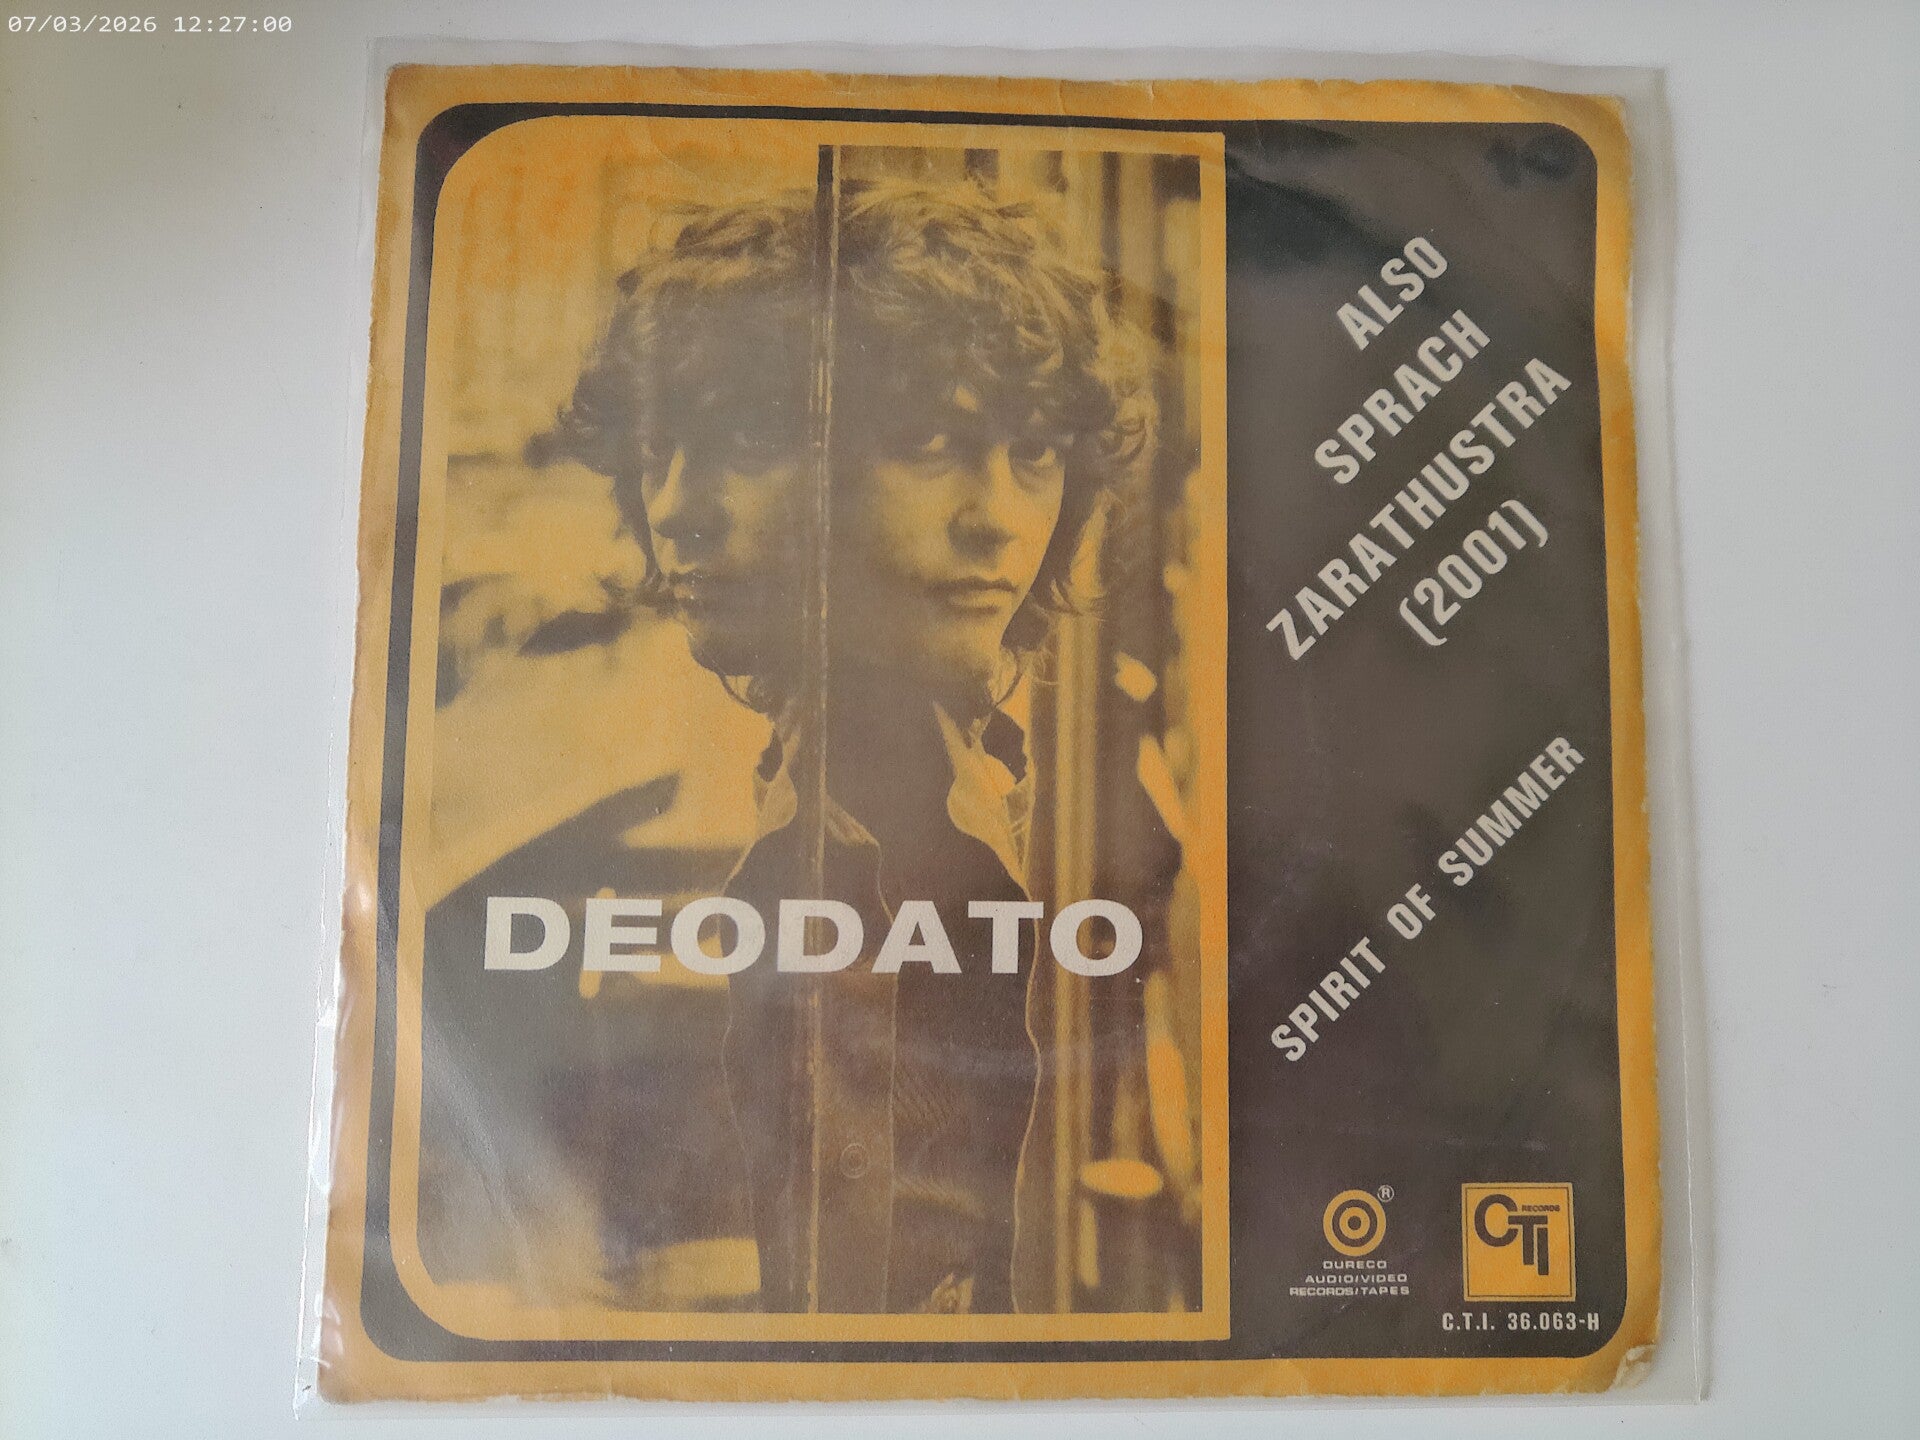 07/03/2026 12:27:00
ALSO
SPRACH
ZARATHUSTRA
(2001)
SPIRIT OF SUMMER
DEODATO
®
DURECO
AUDIO/VIDEO
RECORDS/TAPES
CTI RECORDS
C.T.I. 36.063-H